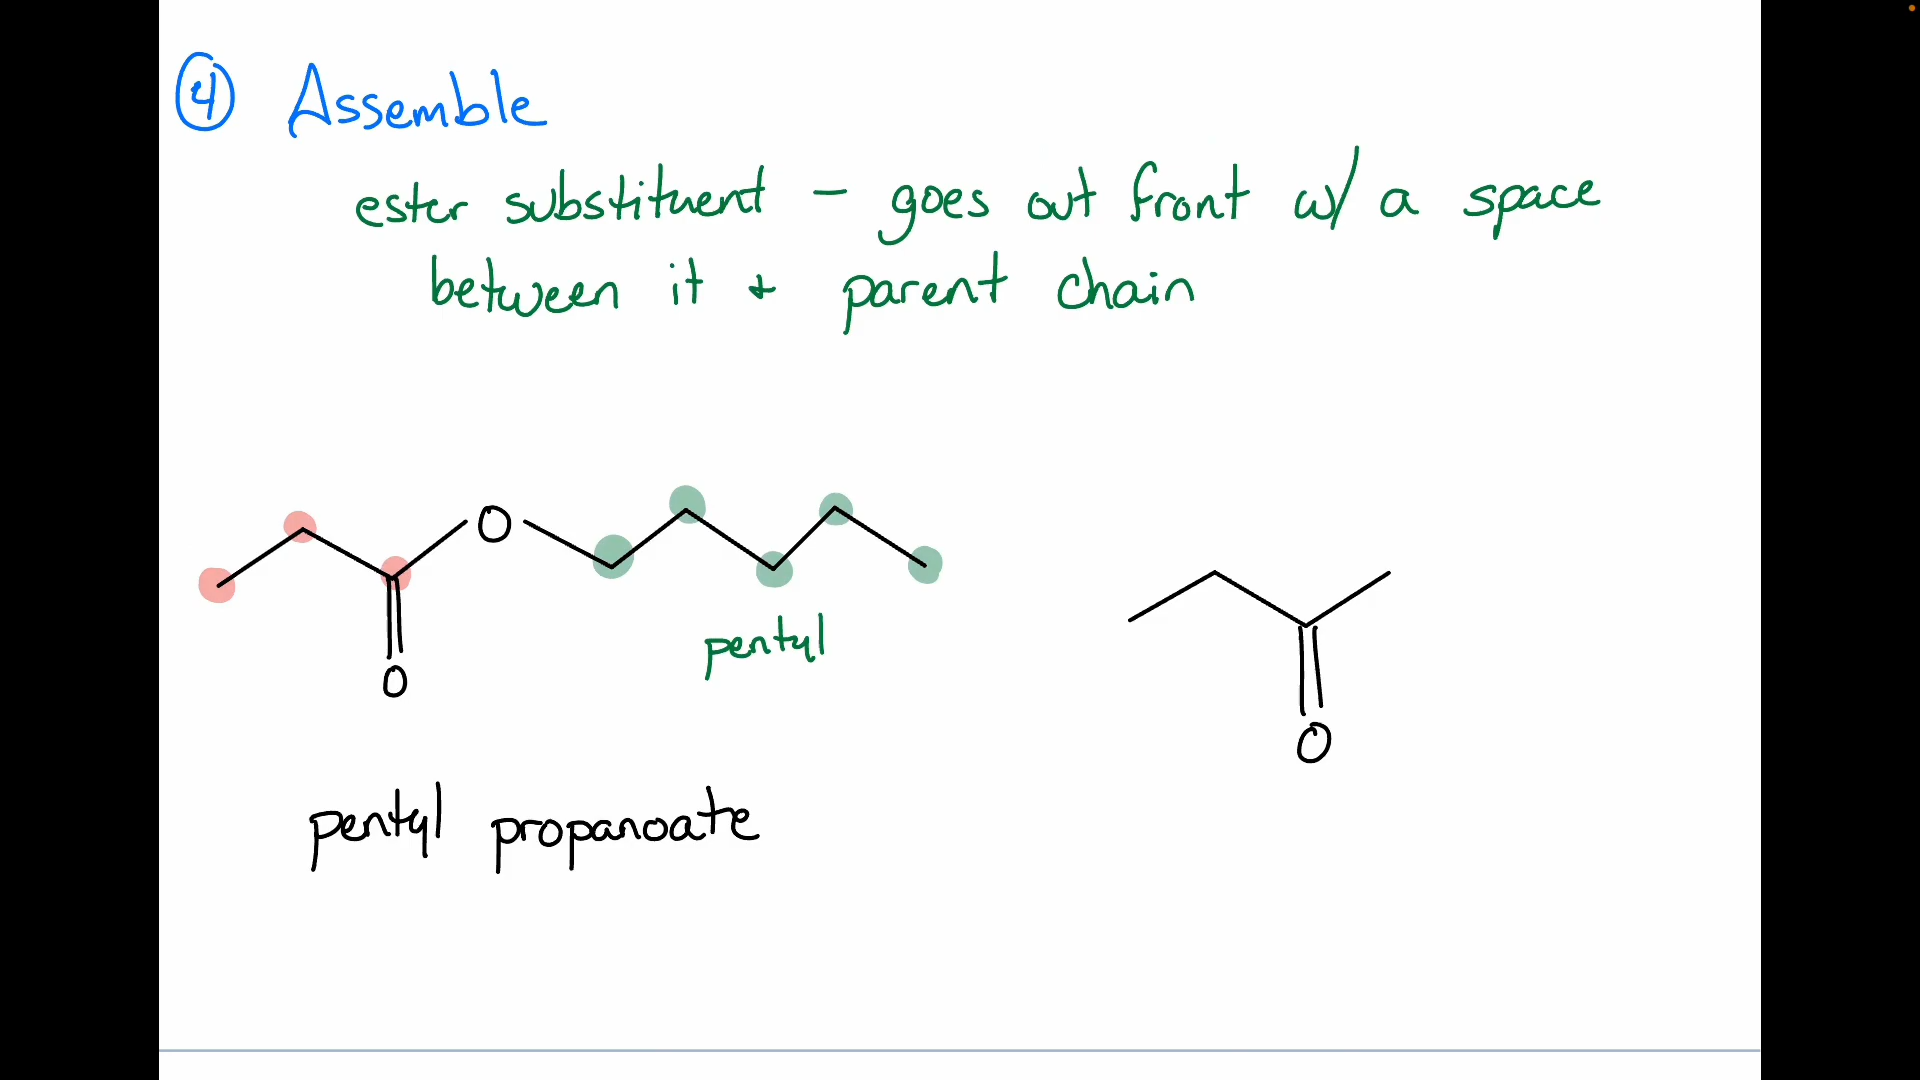 4 Assemble
ester substituent - goes out front w/ a space
between it + parent chain
O
O
pentyl
O
pentyl propanoate